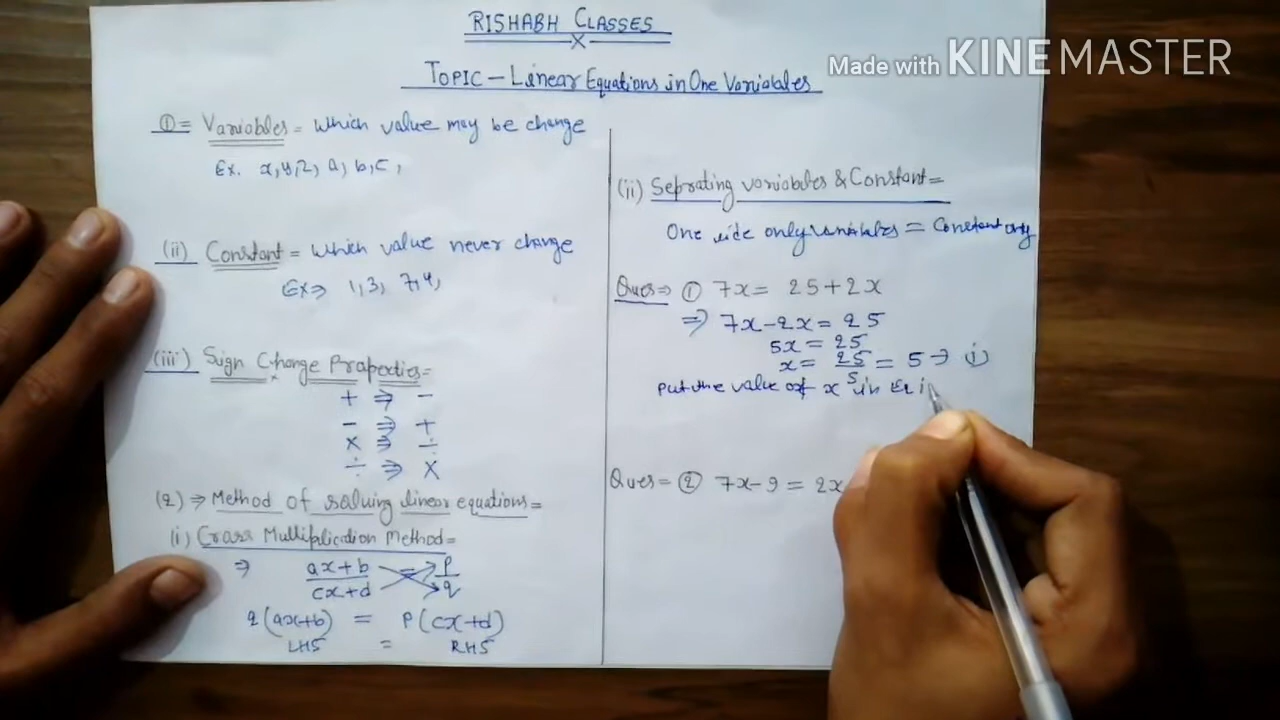 RISHABH CLASSES
X
Made with KINEMASTER
TOPIC - Linear Equations in One Variables
①= Variables = which value may be change
Ex. x, y, z, a, b, c,
(ii) Constant = which value never change
Ex⇒ 1, 3, 7, 4,
(iii) Sign Change Properties =
+ ⇒ -
- ⇒ +
× ⇒ ÷
÷ ⇒ ×
(2) ⇒ Method of solving linear equations =
(i) Cross Multiplication Method =
⇒ ax+b/cx+d = p/q
q(ax+b) = p(cx+d)
LHS = RHS
(ii) Seprating variables & Constant =
One side only variables = Constant only
Ques ⇒ ① 7x = 25+2x
⇒ 7x-2x = 25
5x = 25
x = 25/5 = 5 → (i)
Put the value of x in Eq i
Ques = ② 7x-9 = 2x